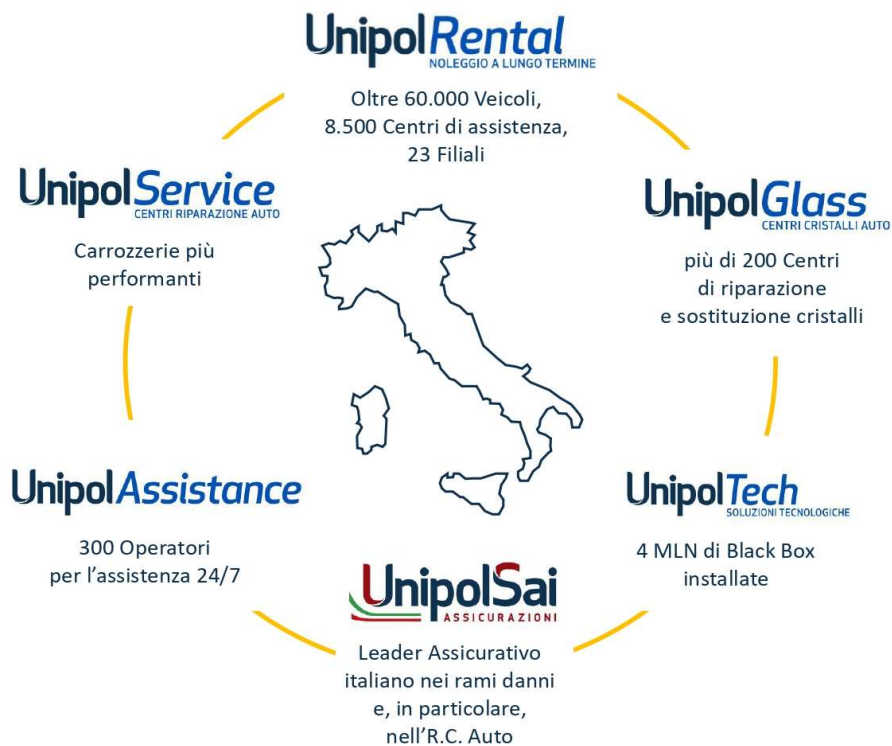 UnipolRental
NOLEGGIO A LUNGO TERMINE
Oltre 60.000 Veicoli,
8.500 Centri di assistenza,
23 Filiali
UnipolGlass
CENTRI CRISTALLI AUTO
più di 200 Centri
di riparazione
e sostituzione cristalli
UnipolTech
SOLUZIONI TECNOLOGICHE
4 MLN di Black Box
installate
UnipolSai
ASSICURAZIONI
Leader Assicurativo
italiano nei rami danni
e, in particolare,
nell’R.C. Auto
UnipolAssistance
300 Operatori
per l’assistenza 24/7
UnipolService
CENTRI RIPARAZIONE AUTO
Carrozzerie più
performanti